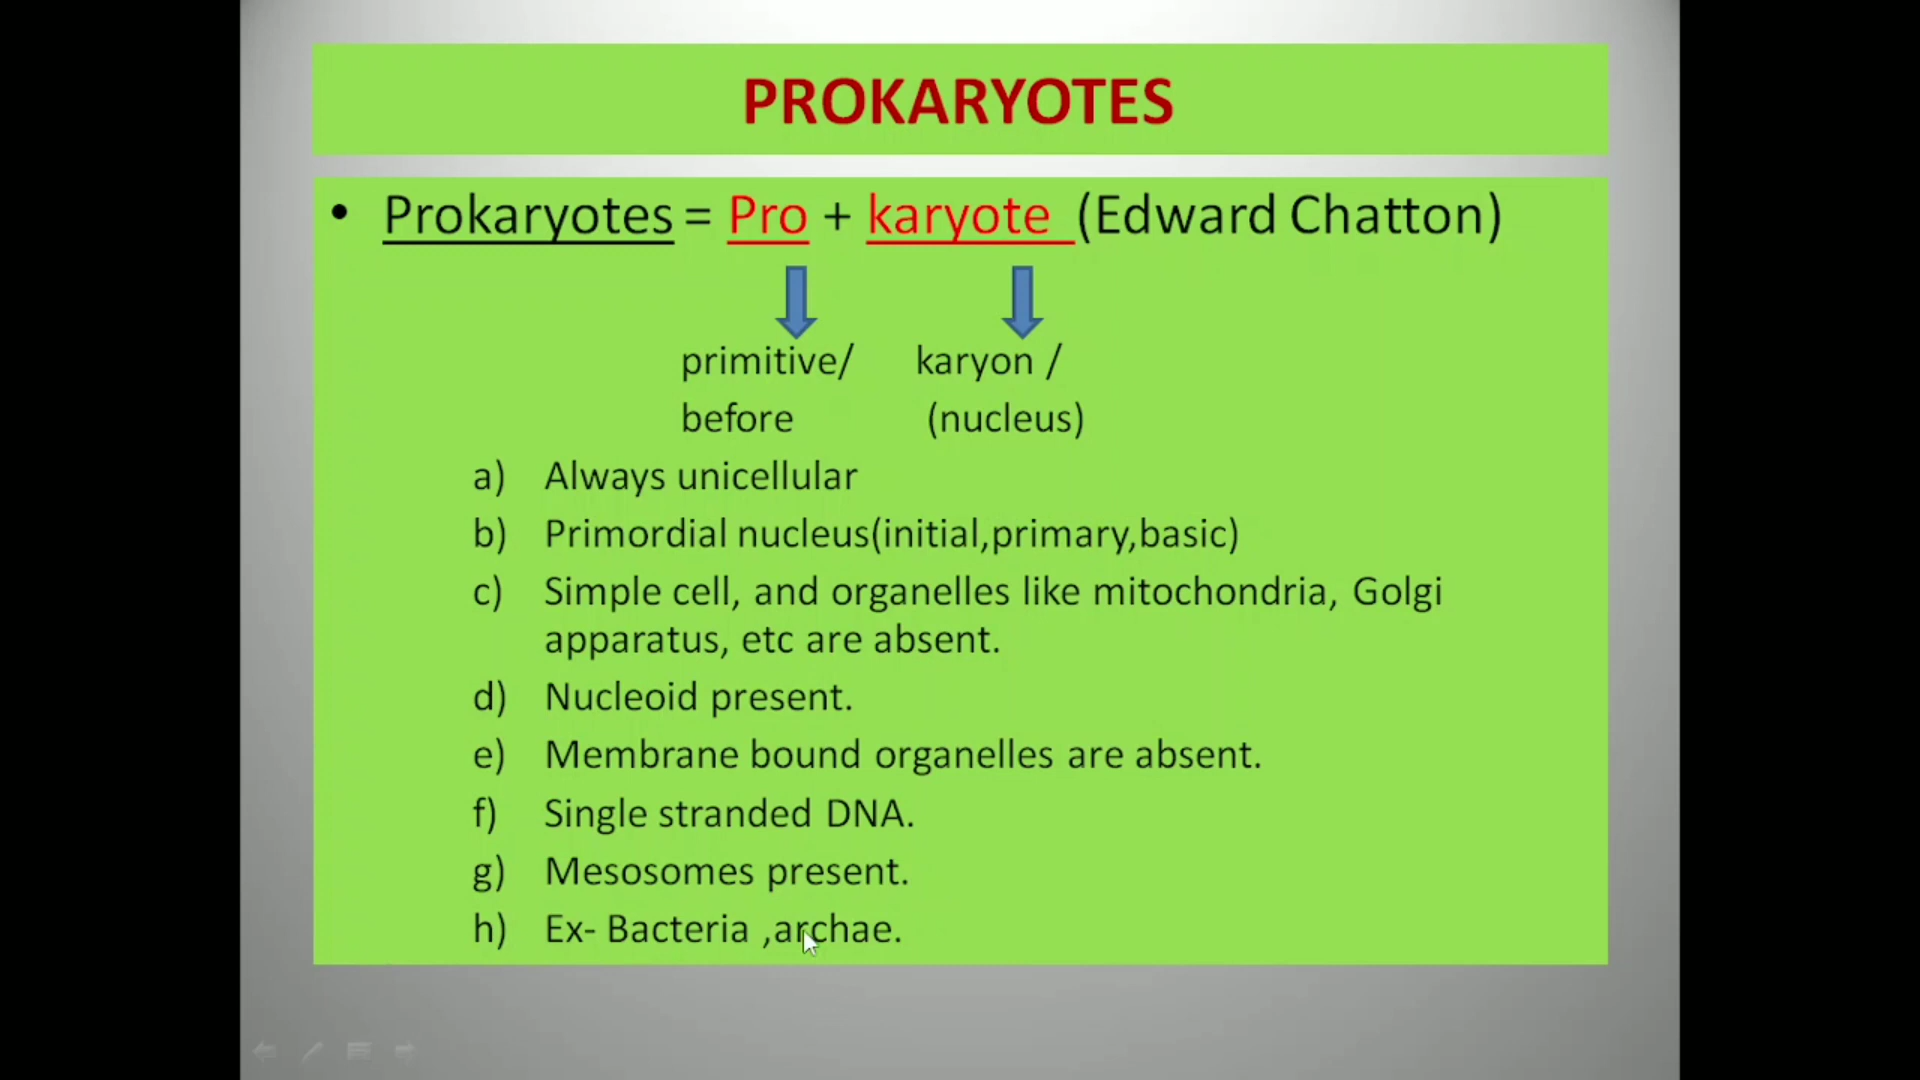 PROKARYOTES
• Prokaryotes = Pro + karyote (Edward Chatton)
primitive/ karyon /
before (nucleus)
a) Always unicellular
b) Primordial nucleus(initial,primary,basic)
c) Simple cell, and organelles like mitochondria, Golgi
apparatus, etc are absent.
d) Nucleoid present.
e) Membrane bound organelles are absent.
f) Single stranded DNA.
g) Mesosomes present.
h) Ex- Bacteria ,archae.